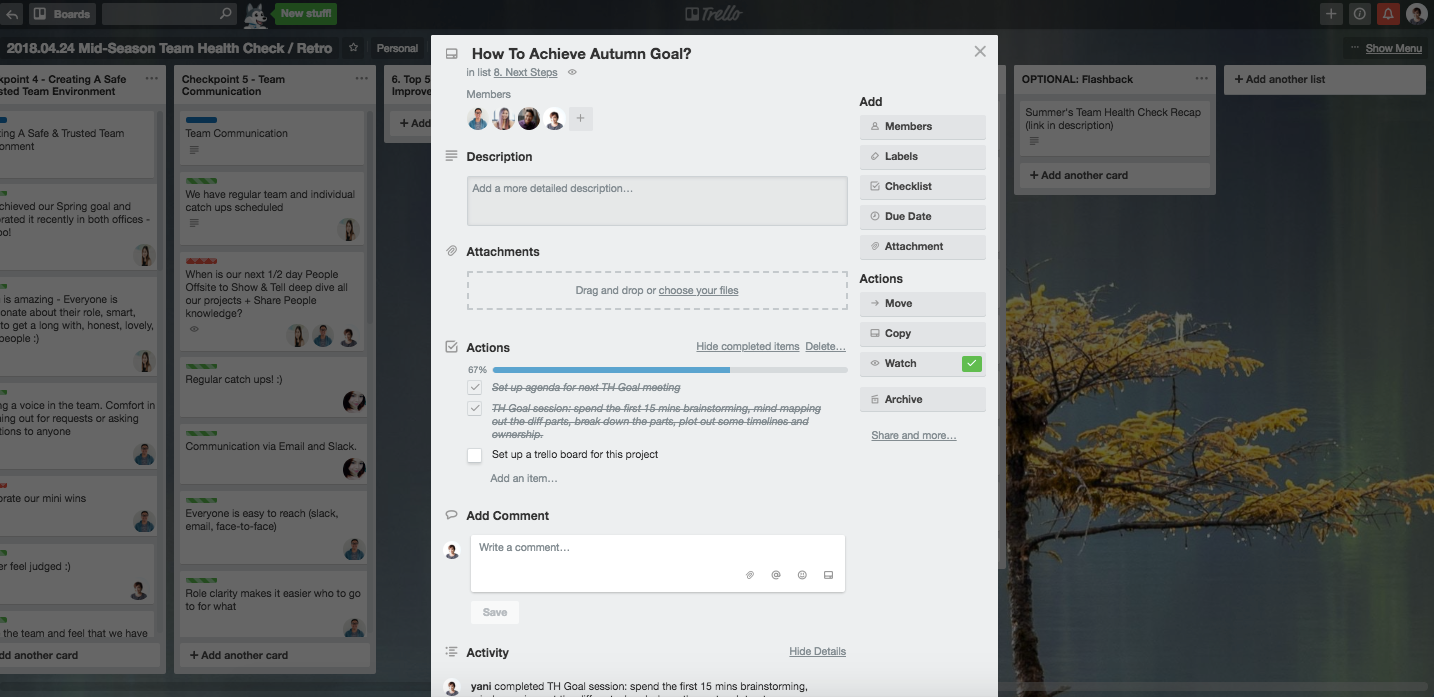 Boards
New stuff!
Trello
2018.04.24 Mid-Season Team Health Check / Retro
Personal
Show Menu
kpoint 4 - Creating A Safe
sted Team Environment
ting A Safe & Trusted Team
onment
chieved our Spring goal and
orated it recently in both offices -
oo!
is amazing - Everyone is
onate about their role, smart,
to get a long with, honest, lovely,
people :)
g a voice in the team. Comfort in
ing out for requests or asking
tions to anyone
orate our mini wins
er feel judged :)
the team and feel that we have
dd another card
Checkpoint 5 - Team
Communication
Team Communication
We have regular team and individual
catch ups scheduled
When is our next 1/2 day People
Offsite to Show & Tell deep dive all
our projects + Share People
knowledge?
Regular catch ups! :)
Communication via Email and Slack.
Everyone is easy to reach (slack,
email, face-to-face)
Role clarity makes it easier who to go
to for what
+ Add another card
6. Top 5
Improve
+ Add
How To Achieve Autumn Goal?
in list 8. Next Steps
Members
Description
Add a more detailed description…
Attachments
Drag and drop or choose your files
Actions
Hide completed items Delete…
67%
Set up agenda for next TH Goal meeting
TH Goal session: spend the first 15 mins brainstorming, mind mapping
out the diff parts, break down the parts, plot out some timelines and
ownership.
Set up a trello board for this project
Add an item…
Add Comment
Write a comment…
Save
Activity
Hide Details
yani completed TH Goal session: spend the first 15 mins brainstorming,
Add
Members
Labels
Checklist
Due Date
Attachment
Actions
Move
Copy
Watch
Archive
Share and more…
OPTIONAL: Flashback
Summer's Team Health Check Recap
(link in description)
+ Add another card
+ Add another list